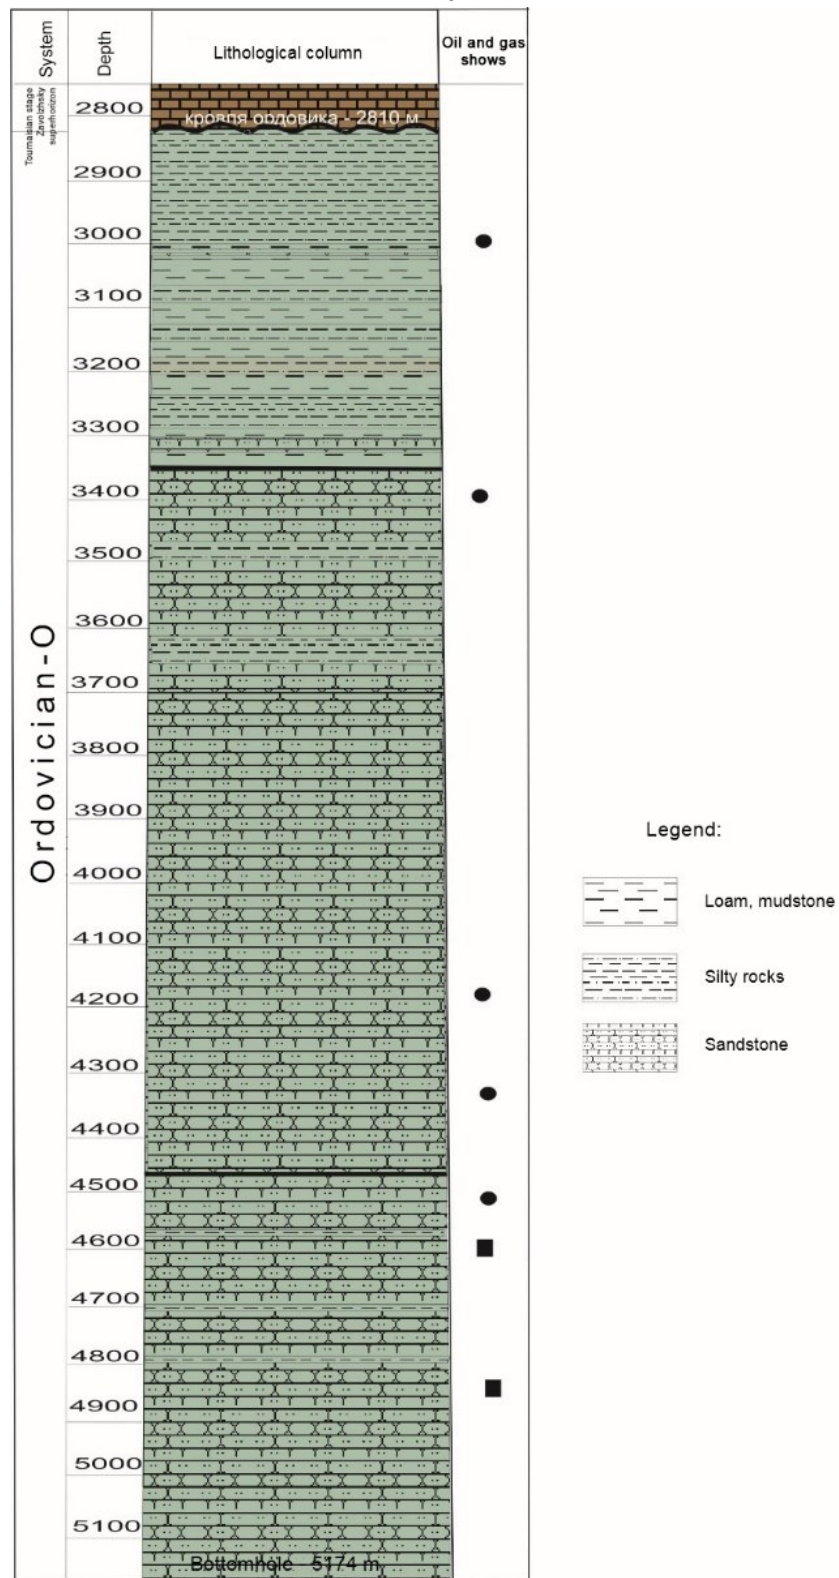 System
Depth
Lithological column
Oil and gas
shows
Tournaisian stage
Zavolzhsky
superhorizon
Ordovician-O
2800
кровля ордовика - 2810 м
2900
3000
3100
3200
3300
3400
3500
3600
3700
3800
3900
4000
4100
4200
4300
4400
4500
4600
4700
4800
4900
5000
5100
Bottomhole - 5174 m
Legend:
Loam, mudstone
Silty rocks
Sandstone